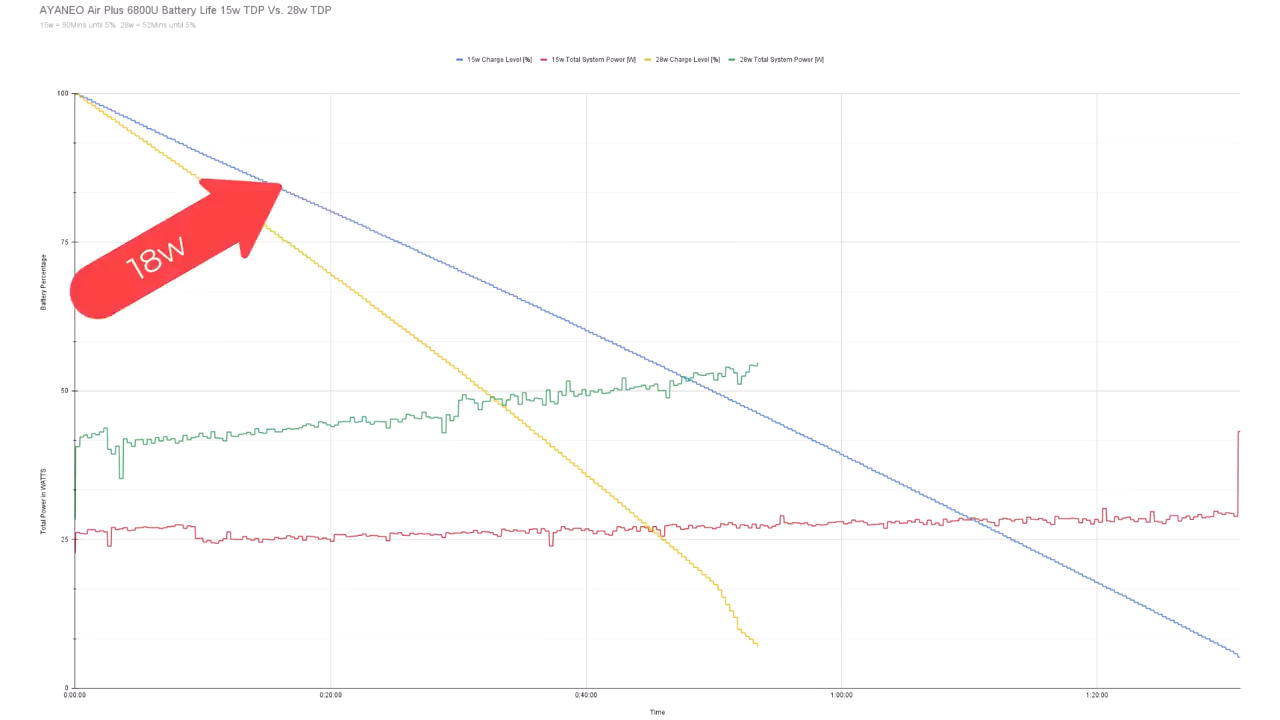 AYANEO Air Plus 6800U Battery Life 15w TDP Vs. 28w TDP
15w = 90Mins until 5%  28w = 52Mins until 5%
15w Charge Level [%] 15w Total System Power [W] 28w Charge Level [%] 28w Total System Power [W]
100
75
50
25
0
Battery Percentage
Total Power in WATTS
18w
0:00:00 0:20:00 0:40:00 1:00:00 1:20:00
Time